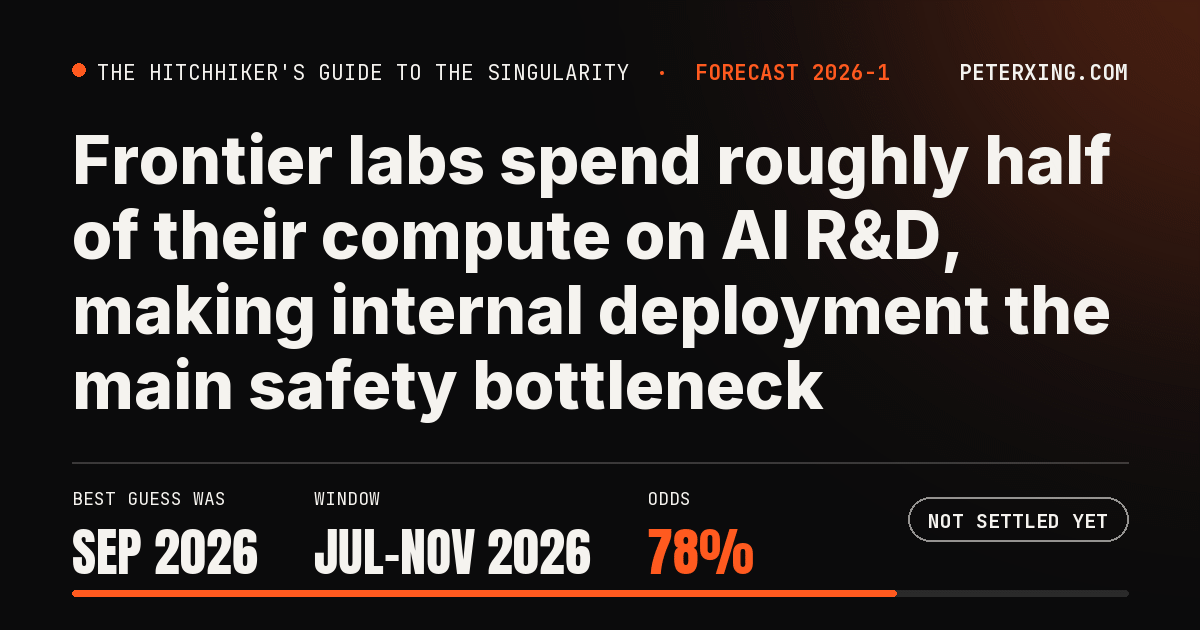 THE HITCHHIKER'S GUIDE TO THE SINGULARITY · FORECAST 2026-1 PETERXING.COM
Frontier labs spend roughly half
of their compute on AI R&D,
making internal deployment the
main safety bottleneck
BEST GUESS WAS WINDOW ODDS
SEP 2026 JUL-NOV 2026 78%
NOT SETTLED YET